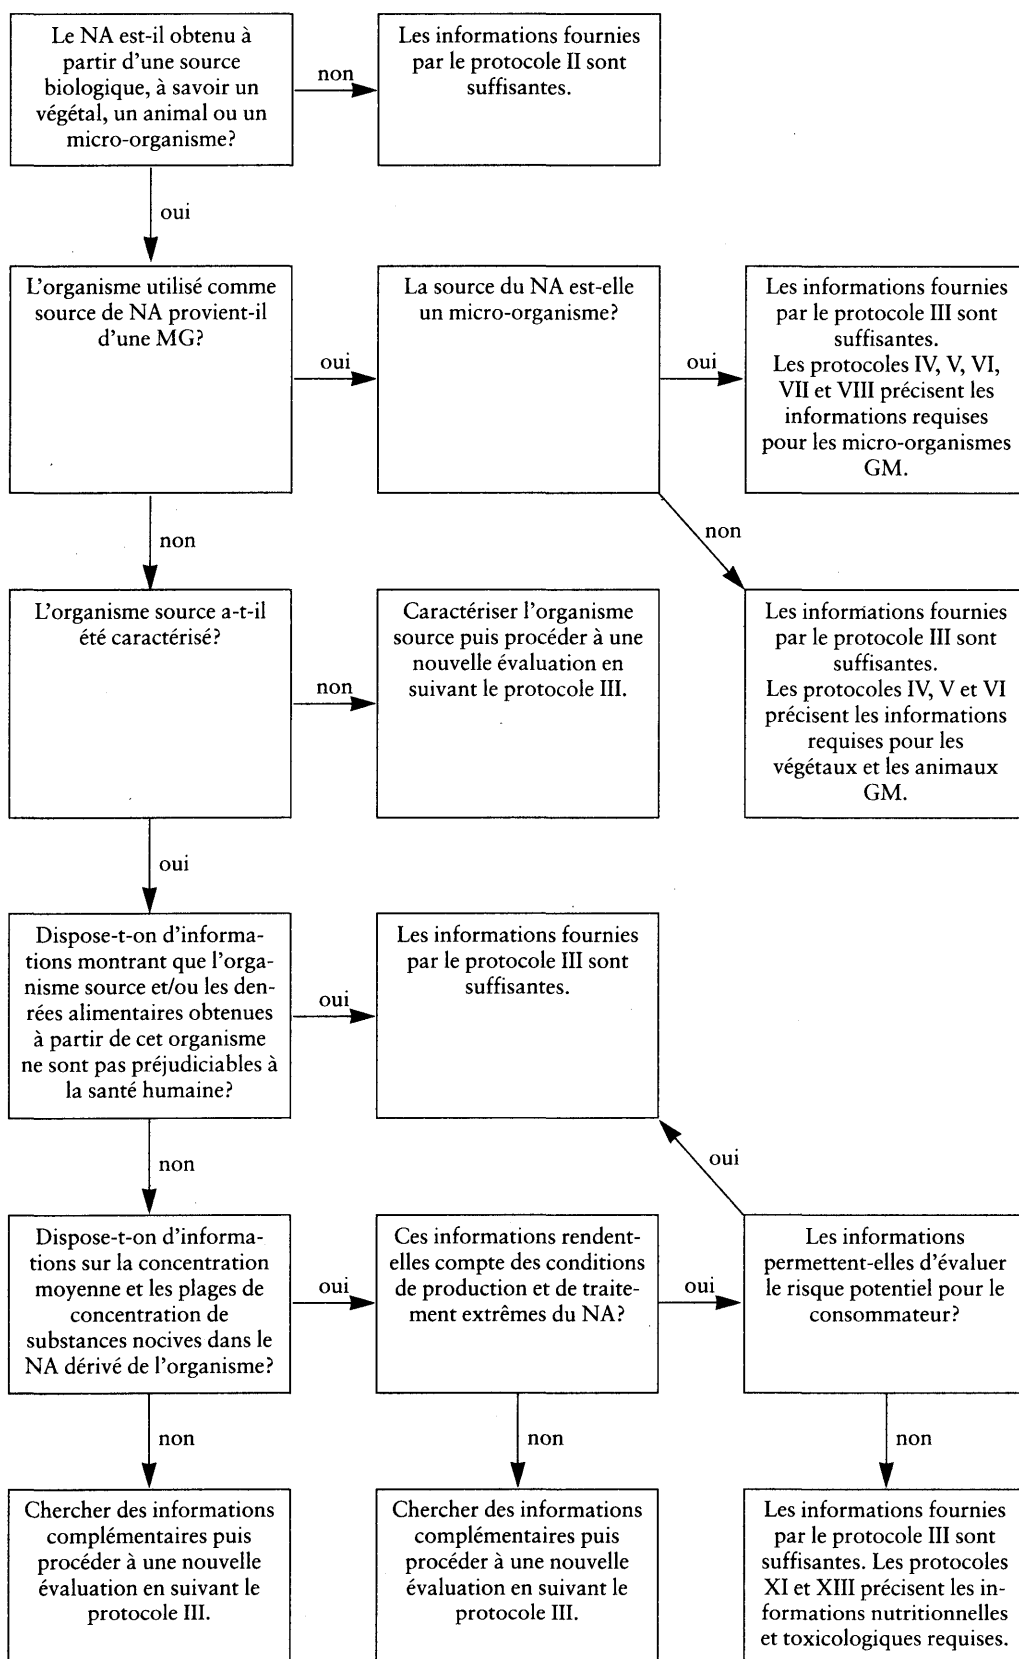 Le NA est-il obtenu à
partir d'une source
biologique, à savoir un
végétal, un animal ou un
micro-organisme?
non
Les informations fournies
par le protocole II sont
suffisantes.
oui
L'organisme utilisé comme
source de NA provient-il
d'une MG?
oui
La source du NA est-elle
un micro-organisme?
oui
Les informations fournies
par le protocole III sont
suffisantes.
Les protocoles IV, V, VI,
VII et VIII précisent les
informations requises
pour les micro-organismes
GM.
non
non
L'organisme source a-t-il
été caractérisé?
non
Caractériser l'organisme
source puis procéder à une
nouvelle évaluation en
suivant le protocole III.
Les informations fournies
par le protocole III sont
suffisantes.
Les protocoles IV, V et VI
précisent les informations
requises pour les
végétaux et les animaux
GM.
oui
Dispose-t-on d'informa-
tions montrant que l'orga-
nisme source et/ou les den-
rées alimentaires obtenues
à partir de cet organisme
ne sont pas préjudiciables à
la santé humaine?
oui
Les informations fournies
par le protocole III sont
suffisantes.
non
oui
Dispose-t-on d'informa-
tions sur la concentration
moyenne et les plages de
concentration de
substances nocives dans le
NA dérivé de l'organisme?
oui
Ces informations rendent-
elles compte des conditions
de production et de traite-
ment extrêmes du NA?
oui
Les informations
permettent-elles d'évaluer
le risque potentiel pour le
consommateur?
non
non
non
Chercher des informations
complémentaires puis
procéder à une nouvelle
évaluation en suivant le
protocole III.
Chercher des informations
complémentaires puis
procéder à une nouvelle
évaluation en suivant le
protocole III.
Les informations fournies
par le protocole III sont
suffisantes. Les protocoles
XI et XIII précisent les in-
formations nutritionnelles
et toxicologiques requises.